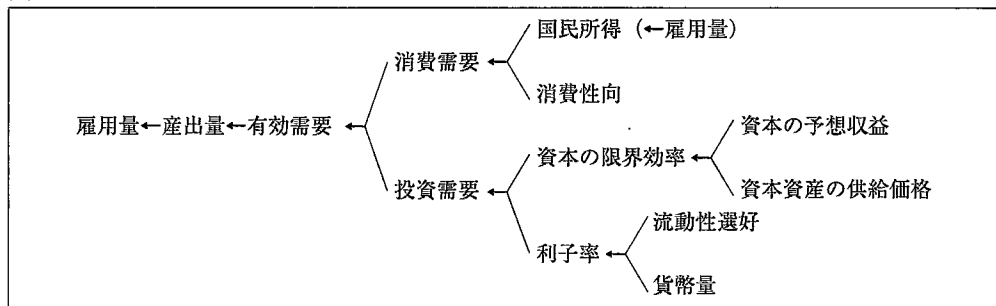 国民所得（←雇用量）
消費需要←
消費性向
雇用量←産出量←有効需要←
資本の予想収益
資本の限界効率←
投資需要←
資本資産の供給価格
流動性選好
利子率←
貨幣量